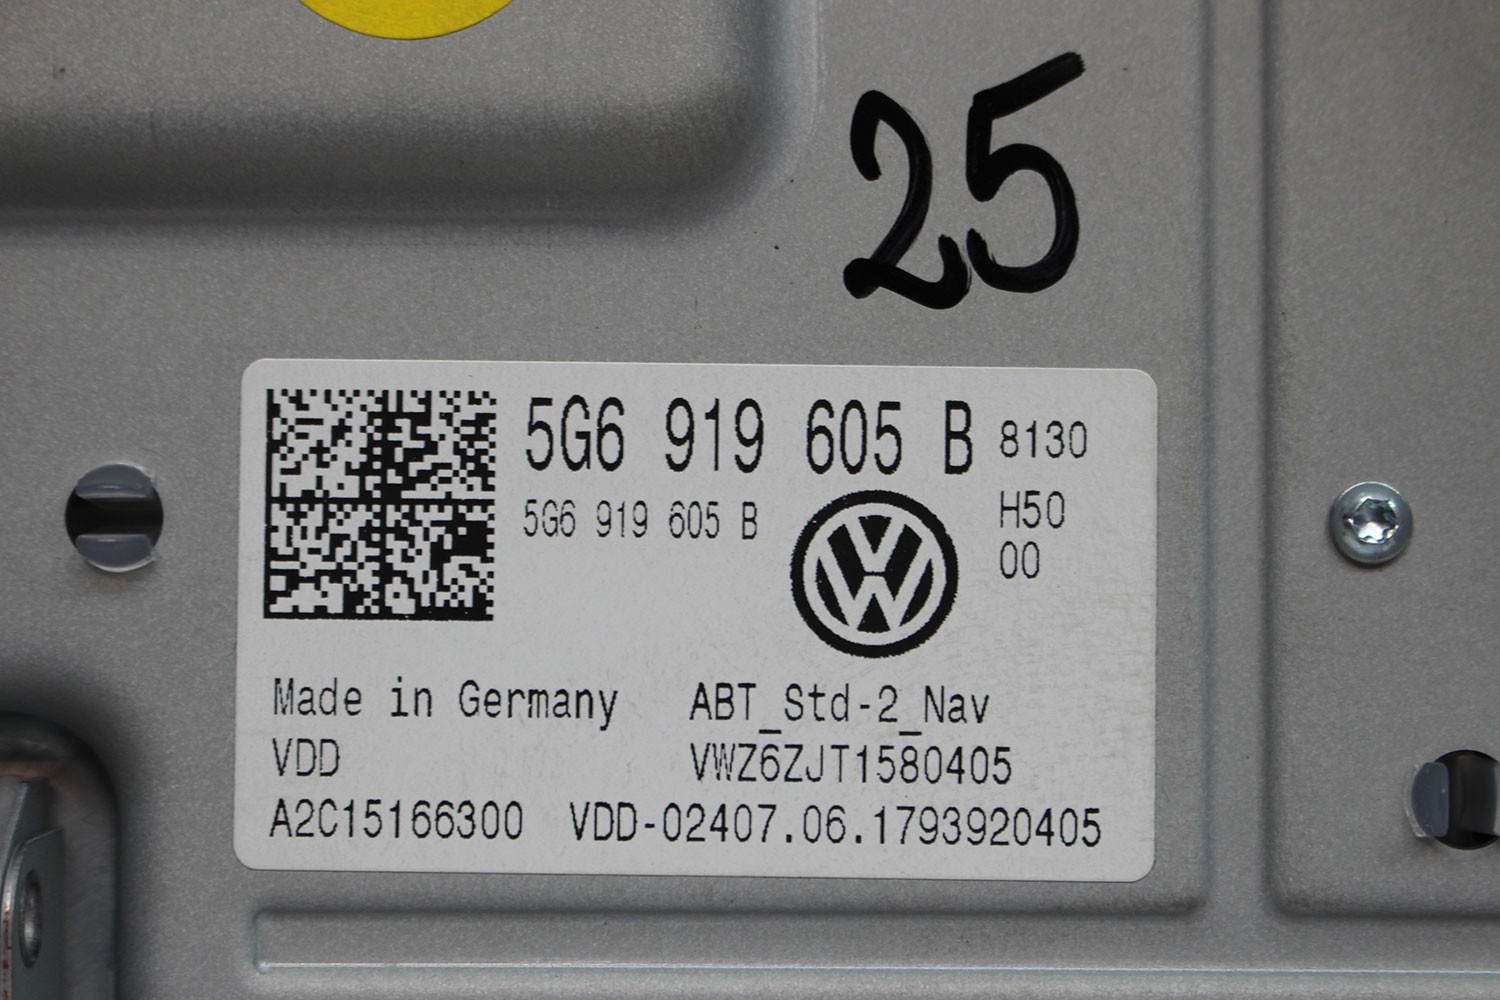 25
5G6 919 605 B 8130
5G6 919 605 B
H50
00
Made in Germany
ABT_Std-2_Nav
VDD
VWZ6ZJT1580405
A2C15166300
VDD-02407.06.1793920405